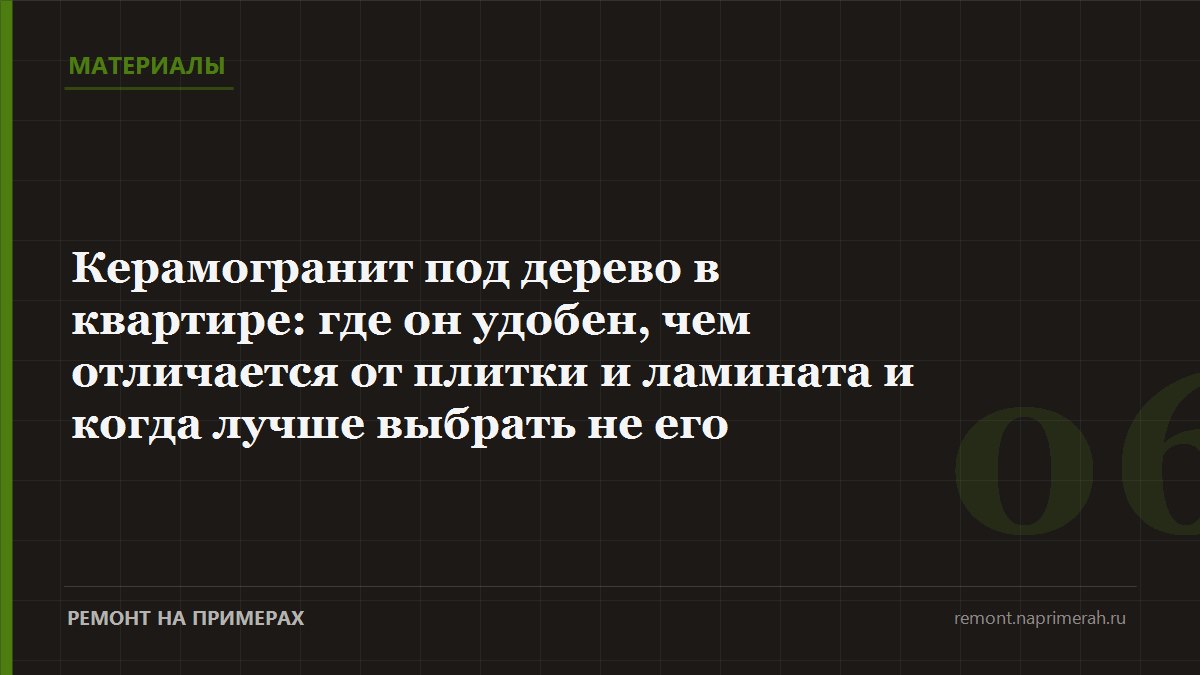 МАТЕРИАЛЫ
Керамогранит под дерево в
квартире: где он удобен, чем
отличается от плитки и ламината и
когда лучше выбрать не его
об
РЕМОНТ НА ПРИМЕРАХ
remont.naprimerah.ru